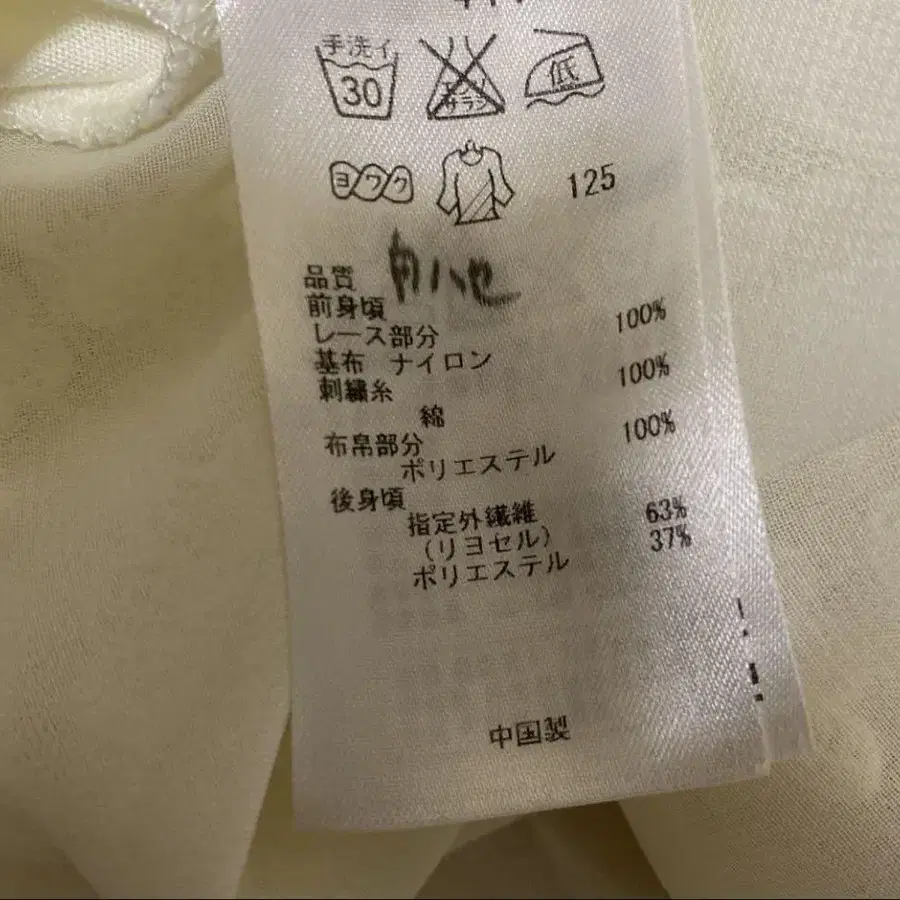 手洗イ
30
エンソ
サラシ
低
ヨワク
125
品質
前身頃
レース部分
基布 ナイロン 100%
刺繍糸
綿 100%
布帛部分
ポリエステル 100%
後身頃
指定外繊維
(リヨセル) 63%
ポリエステル 37%
中国製